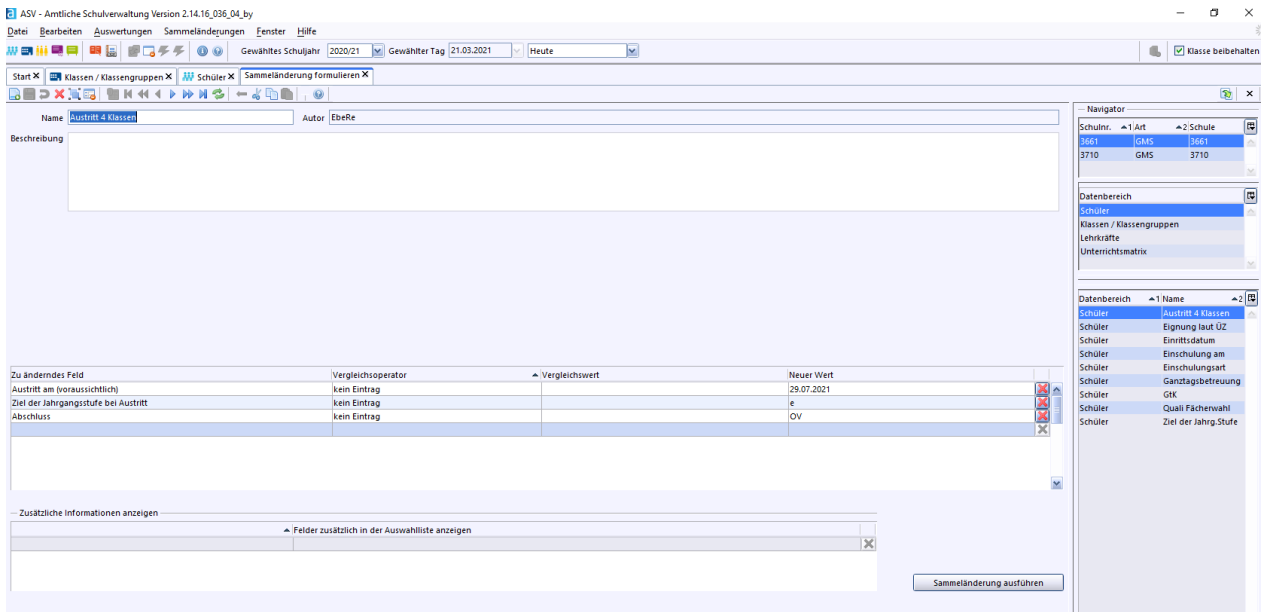 ASV - Amtliche Schulverwaltung Version 2.14.16_036_04_by
Datei Bearbeiten Auswertungen Sammeländerungen Fenster Hilfe
Gewähltes Schuljahr 2020/21 Gewählter Tag 21.03.2021 Heute Klasse beibehalten
Start Klassen / Klassengruppen Schüler Sammeländerung formulieren
Name Austritt 4 Klassen Autor EbeRe
Beschreibung
Zu änderndes Feld Vergleichsoperator Vergleichswert Neuer Wert
Austritt am (voraussichtlich) kein Eintrag 29.07.2021
Ziel der Jahrgangsstufe bei Austritt kein Eintrag e
Abschluss kein Eintrag OV
Zusätzliche Informationen anzeigen
Felder zusätzlich in der Auswahlliste anzeigen
Sammeländerung ausführen
Navigator
Schulnr. 1 Art 2 Schule
3661 GMS 3661
3710 GMS 3710
Datenbereich
Schüler
Klassen / Klassengruppen
Lehrkräfte
Unterrichtsmatrix
Datenbereich 1 Name 2
Schüler Austritt 4 Klassen
Schüler Eignung laut ÜZ
Schüler Einrittsdatum
Schüler Einschulung am
Schüler Einschulungsart
Schüler Ganztagsbetreuung
Schüler GtK
Schüler Quali Fächerwahl
Schüler Ziel der Jahrg.Stufe